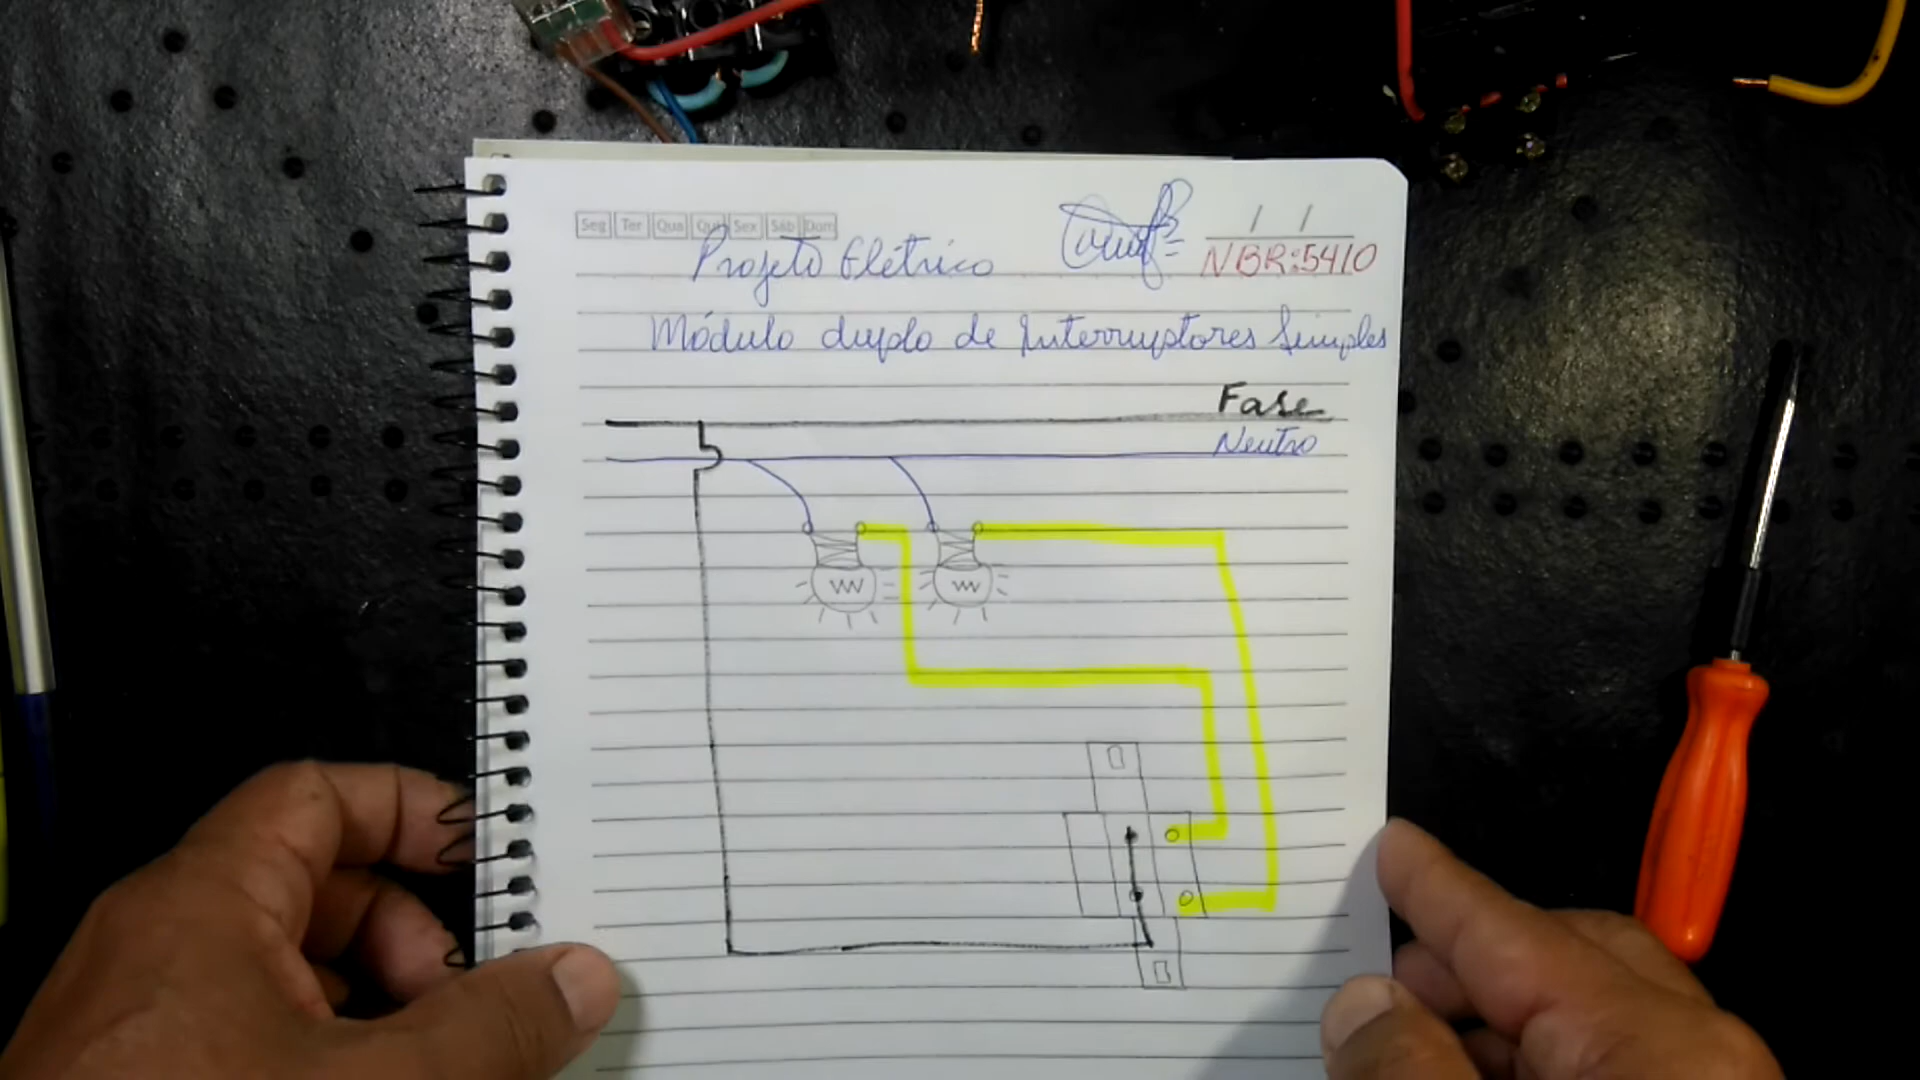 Seg Ter Qua Qui Sex Sáb Dom
Projeto Elétrico
NBR:5410
Módulo duplo de Interruptores Simples
Fase
Neutro